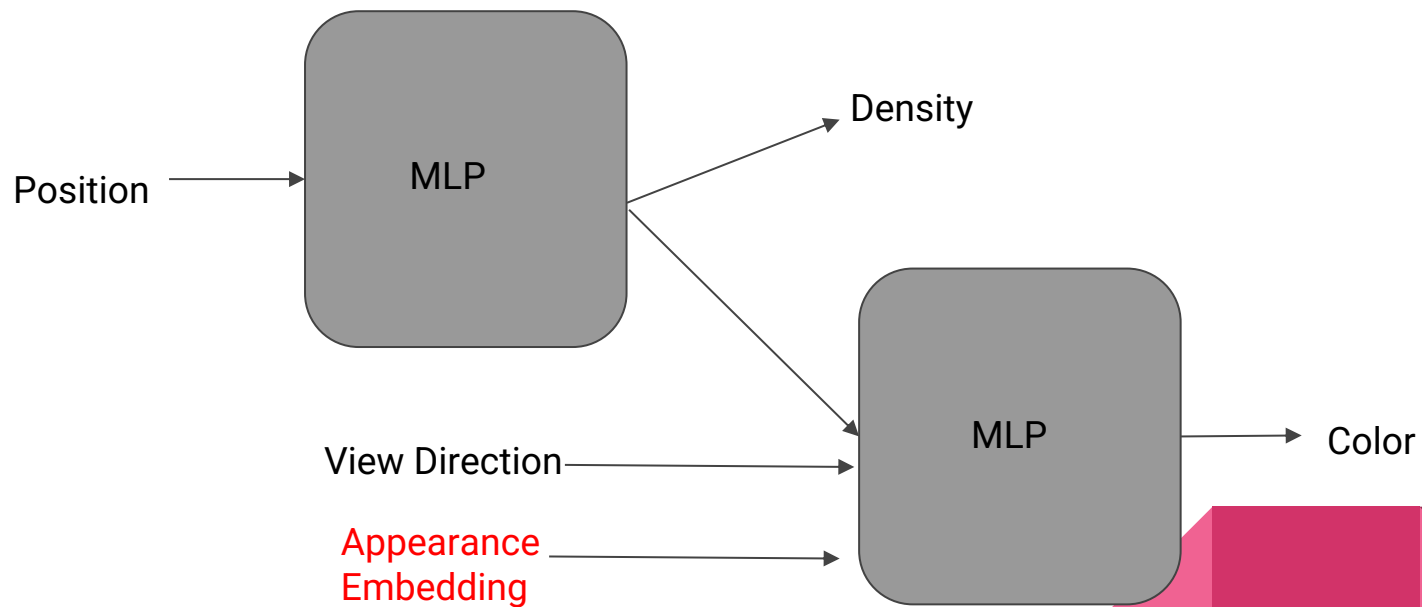 Density
MLP
Position
MLP
Color
View Direction
Appearance
Embedding